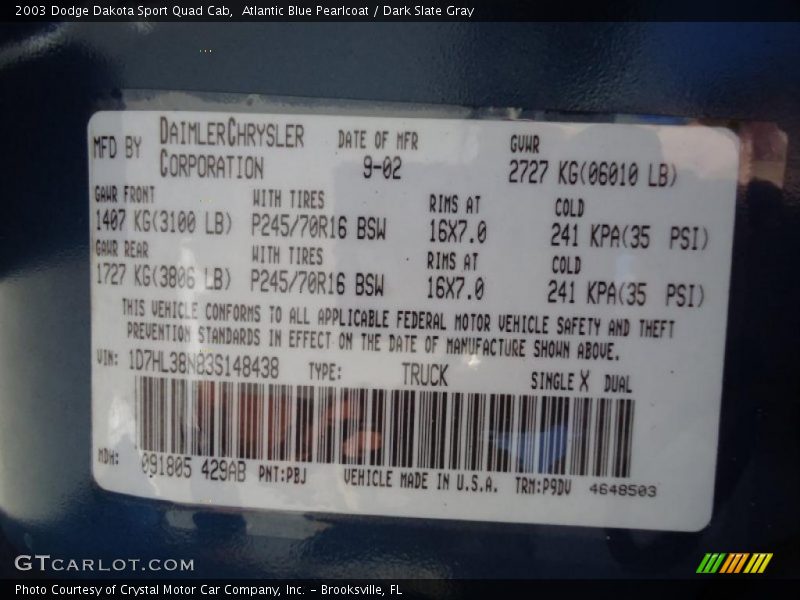 2003 Dodge Dakota Sport Quad Cab,  Atlantic Blue Pearlcoat / Dark Slate Gray
MFD BY DAIMLERCHRYSLER CORPORATION DATE OF MFR 9-02 GVWR 2727 KG(06010 LB)
GAWR FRONT WITH TIRES RIMS AT COLD
1407 KG(3100 LB) P245/70R16 BSW 16X7.0 241 KPA(35 PSI)
GAWR REAR WITH TIRES RIMS AT COLD
1727 KG(3806 LB) P245/70R16 BSW 16X7.0 241 KPA(35 PSI)
THIS VEHICLE CONFORMS TO ALL APPLICABLE FEDERAL MOTOR VEHICLE SAFETY AND THEFT
PREVENTION STANDARDS IN EFFECT ON THE DATE OF MANUFACTURE SHOWN ABOVE.
VIN: 1D7HL38N83S148438 TYPE: TRUCK SINGLE X DUAL
MDH: 091805 429AB PNT:PBJ VEHICLE MADE IN U.S.A. TRM:P9DV 4648503
GTCARLOT.COM
Photo Courtesy of Crystal Motor Car Company, Inc. – Brooksville, FL